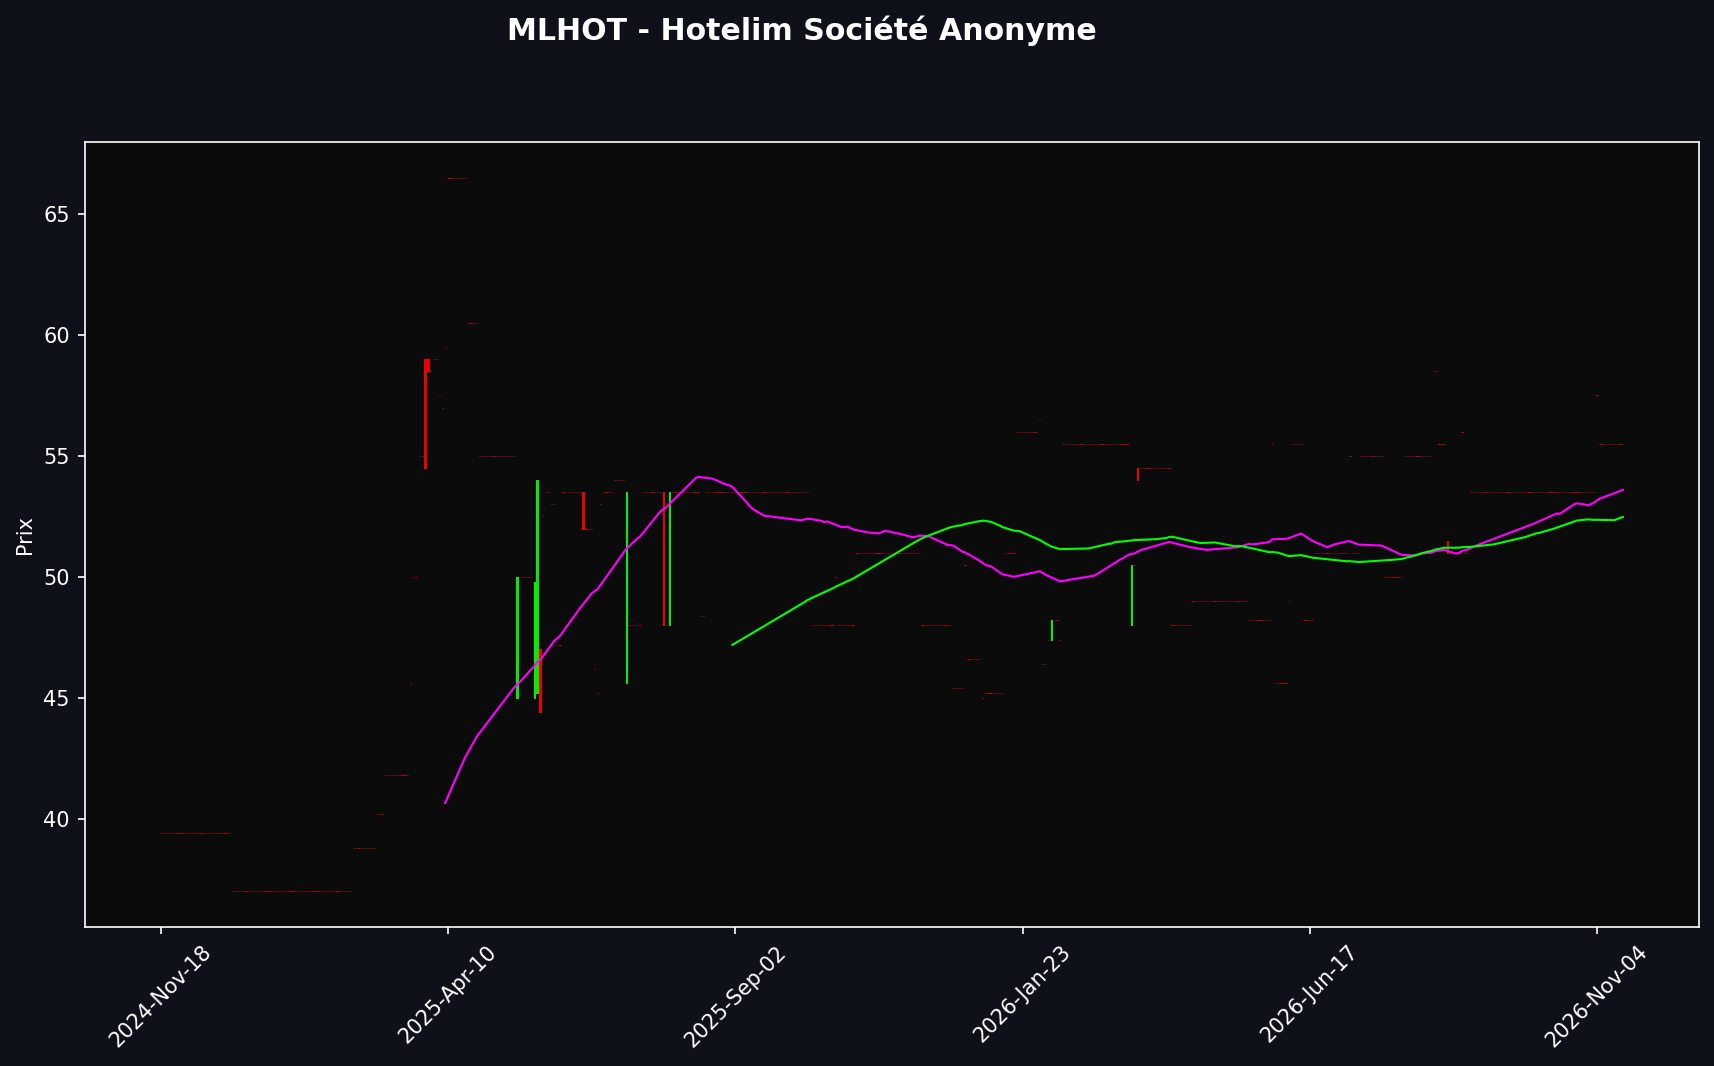 MLHOT - Hotelim Société Anonyme
Prix
65
60
55
50
45
40
2024-Nov-18
2025-Apr-10
2025-Sep-02
2026-Jan-23
2026-Jun-17
2026-Nov-04